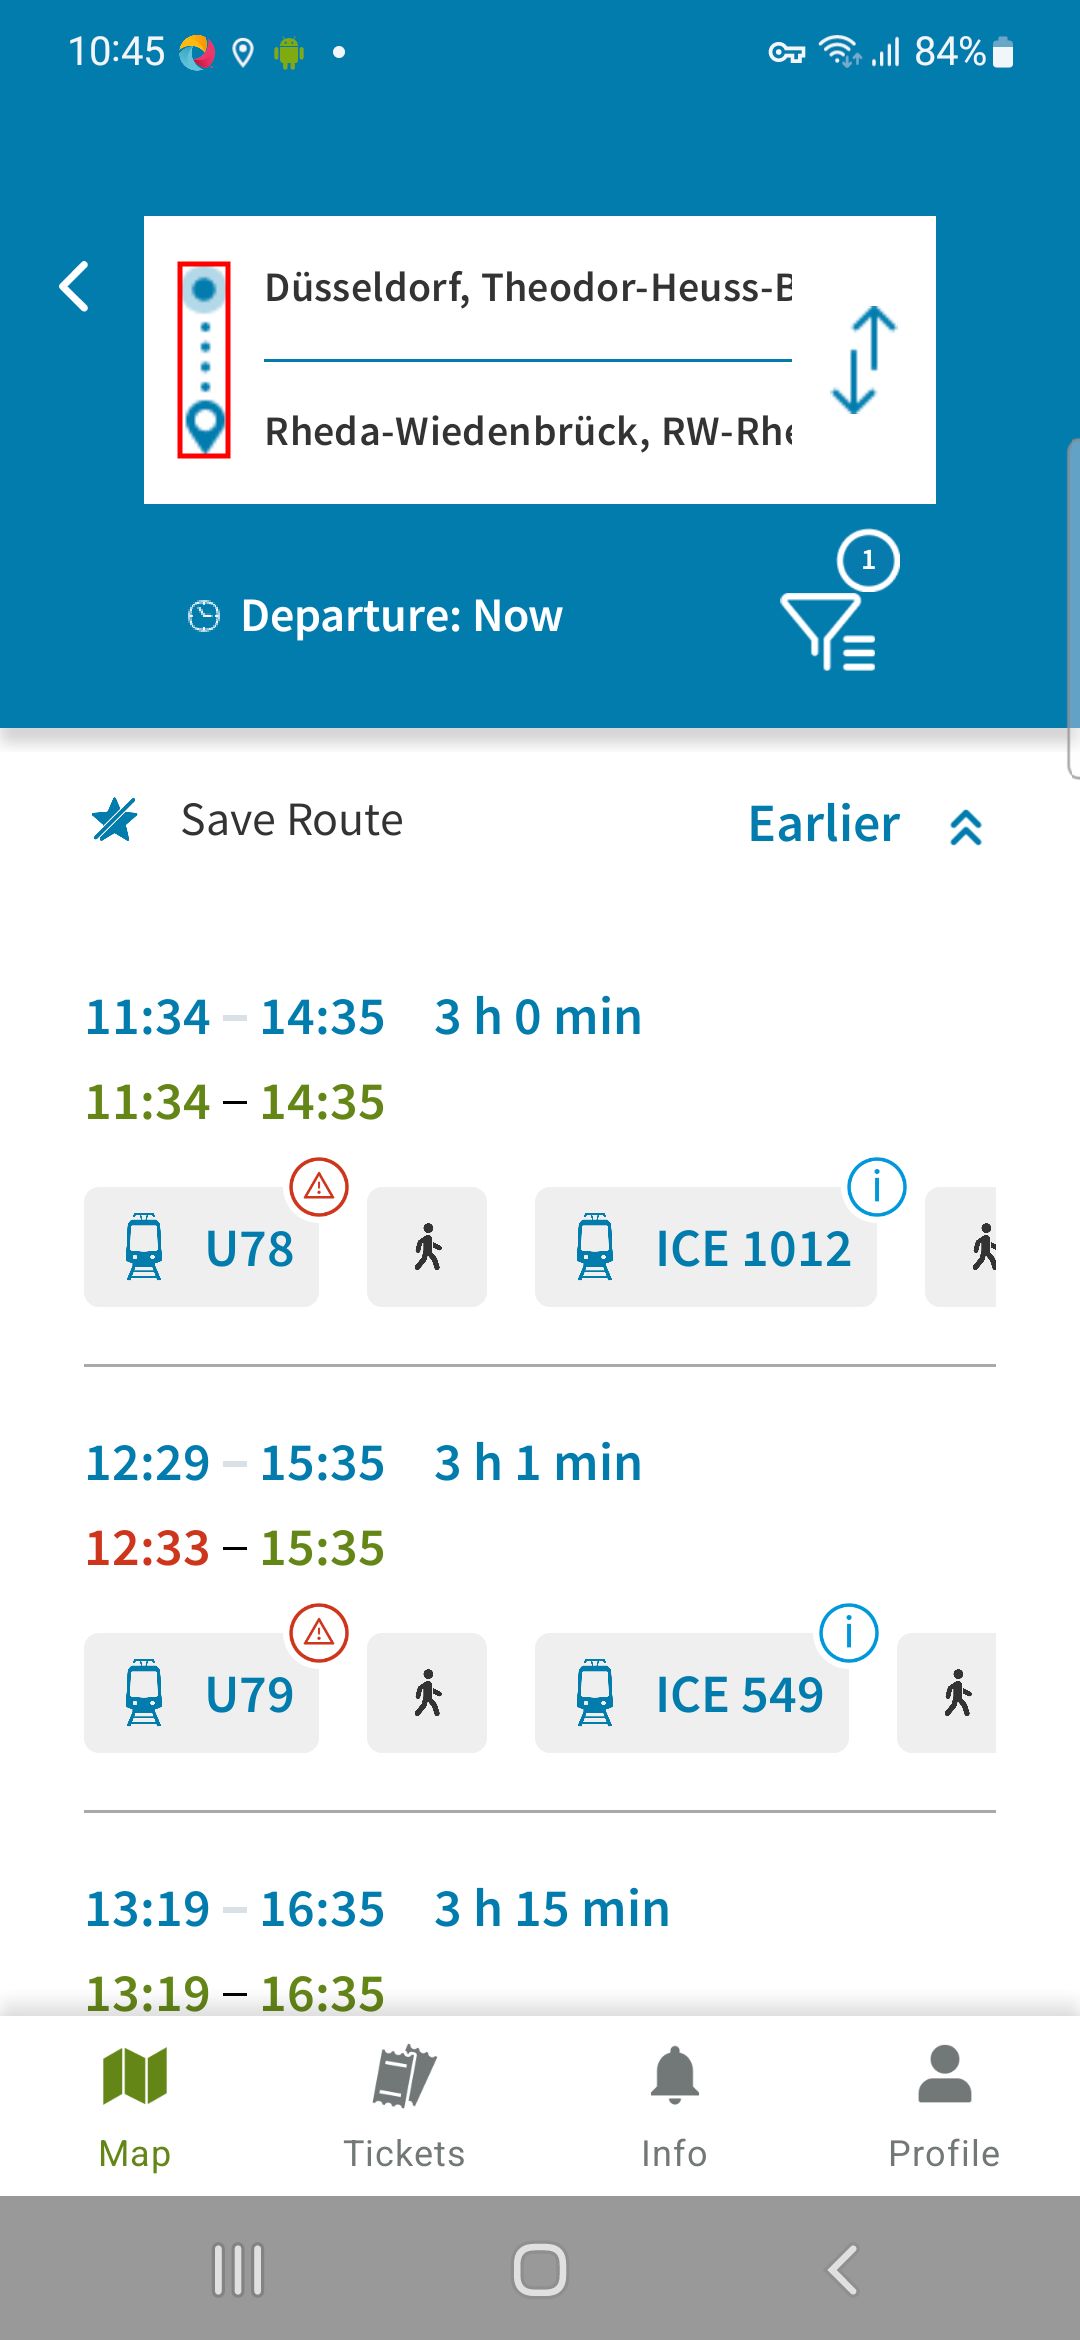 10:45 84%
Düsseldorf, Theodor-Heuss-B
Rheda-Wiedenbrück, RW-Rhe
1
Departure: Now
Save Route Earlier
11:34 – 14:35 3 h 0 min
11:34 – 14:35
U78 ICE 1012
12:29 – 15:35 3 h 1 min
12:33 – 15:35
U79 ICE 549
13:19 – 16:35 3 h 15 min
13:19 – 16:35
Map Tickets Info Profile